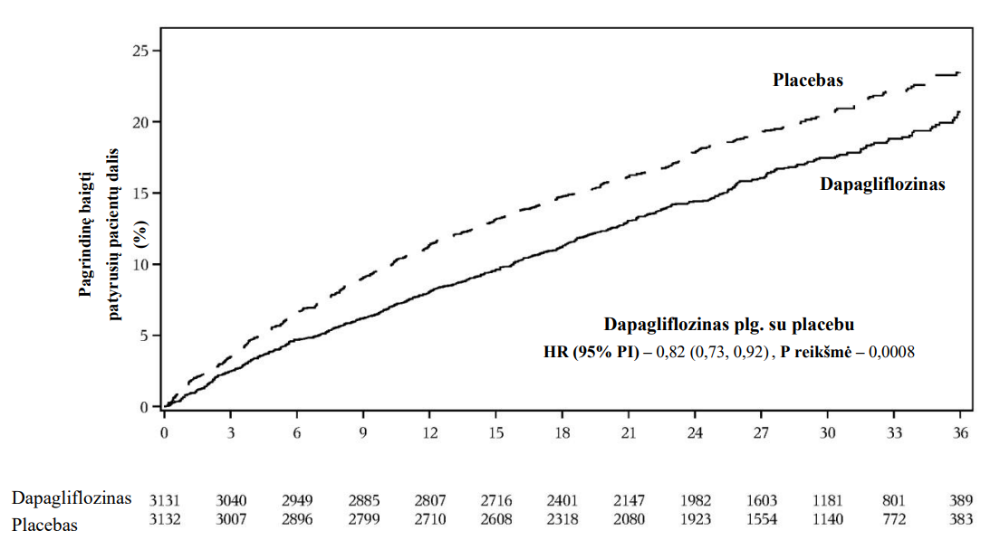 25
20
15
10
5
0
Pagrindinę baigtį
patyrusių pacientų dalis
(%)
Placebas
Dapagliflozinas
Dapagliflozinas plg. su placebu
HR (95% PI) – 0,82 (0,73, 0,92), P reikšmė – 0,0008
0 3 6 9 12 15 18 21 24 27 30 33 36
Dapagliflozinas 3131 3040 2949 2885 2807 2716 2401 2147 1982 1603 1181 801 389
Placebas 3132 3007 2896 2799 2710 2608 2318 2080 1923 1554 1140 772 383